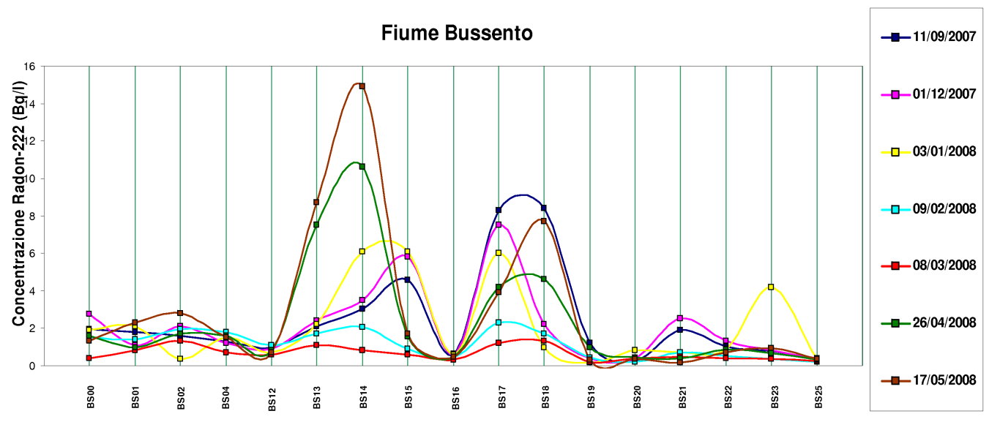 Fiume Bussento
Concentrazione Radon-222 (Bq/l)
16
14
12
10
8
6
4
2
0
BS00
BS01
BS02
BS04
BS12
BS13
BS14
BS15
BS16
BS17
BS18
BS19
BS20
BS21
BS22
BS23
BS25
11/09/2007
01/12/2007
03/01/2008
09/02/2008
08/03/2008
26/04/2008
17/05/2008